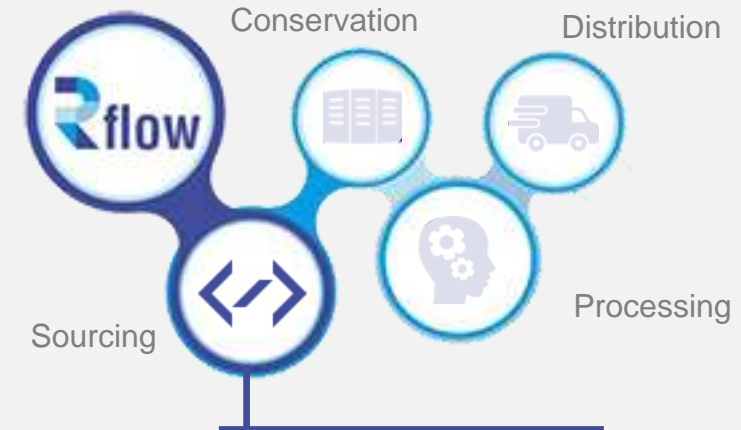 Conservation
Distribution
Rflow
Sourcing
Processing